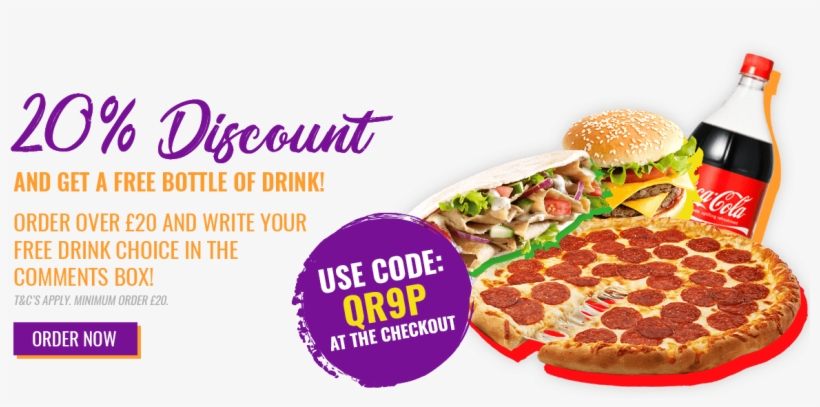 20% Discount
AND GET A FREE BOTTLE OF DRINK!
ORDER OVER £20 AND WRITE YOUR
FREE DRINK CHOICE IN THE
COMMENTS BOX!
T&C'S APPLY. MINIMUM ORDER £20.
ORDER NOW
USE CODE:
QR9P
AT THE CHECKOUT
Coca-Cola